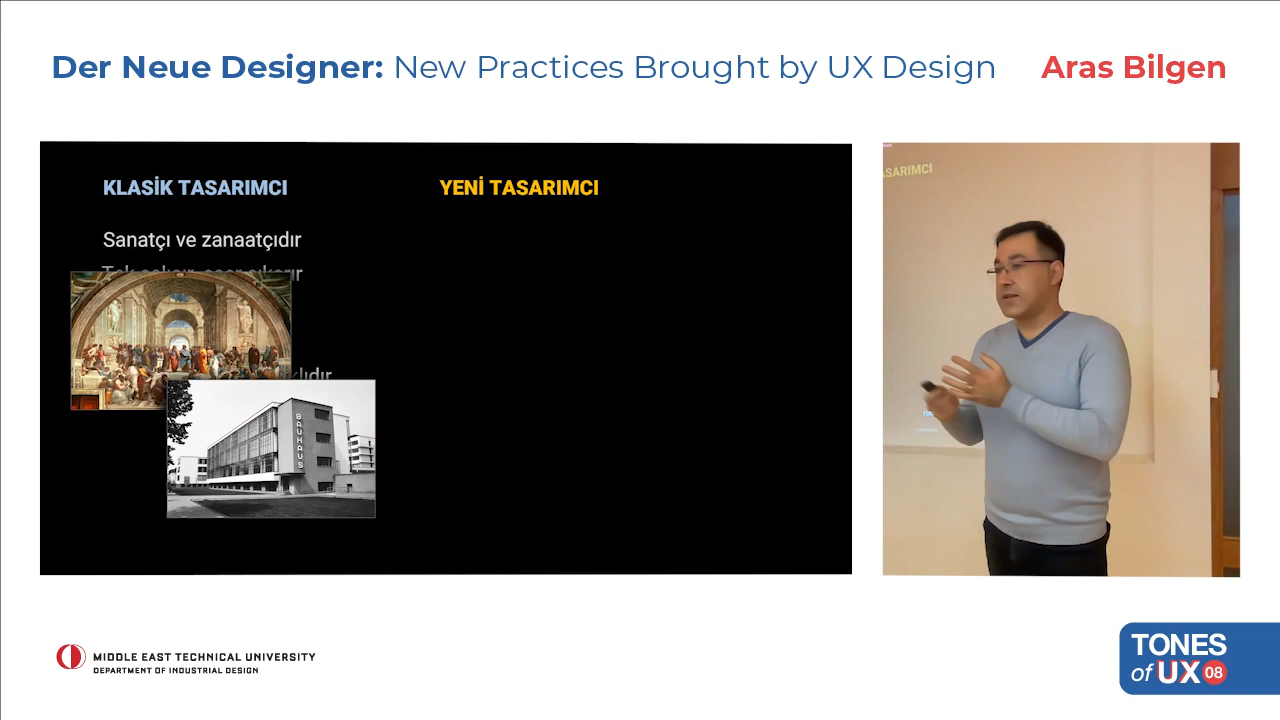 Der Neue Designer: New Practices Brought by UX Design
Aras Bilgen
KLASİK TASARIMCI
YENİ TASARIMCI
Sanatçı ve zanaatçıdır
BAUHAUS
ASARIMCI
MIDDLE EAST TECHNICAL UNIVERSITY
DEPARTMENT OF INDUSTRIAL DESIGN
TONES
of UX 08